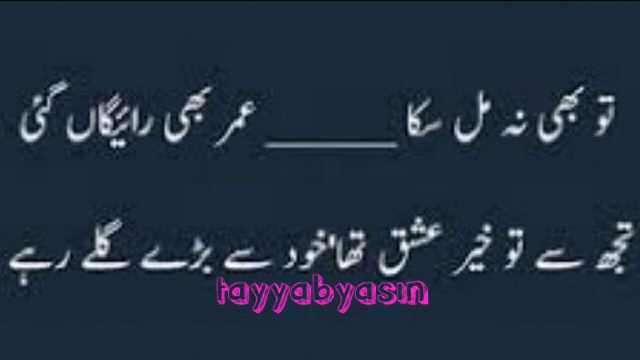 تو بھی نہ مل سکا ______ عمر بھی رائیگاں گئی
تجھ سے تو خیر عشق تھا'خود سے بڑے گلے رہے
tayyabyasin